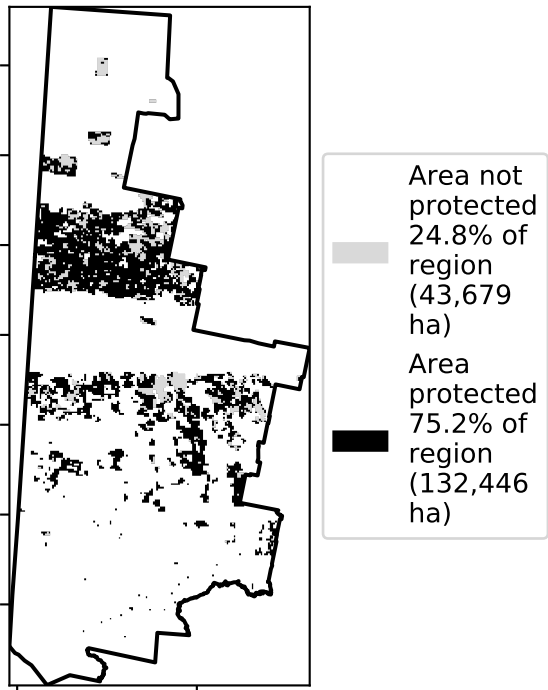 Area not
protected
24.8% of
region
(43,679
ha)
Area
protected
75.2% of
region
(132,446
ha)